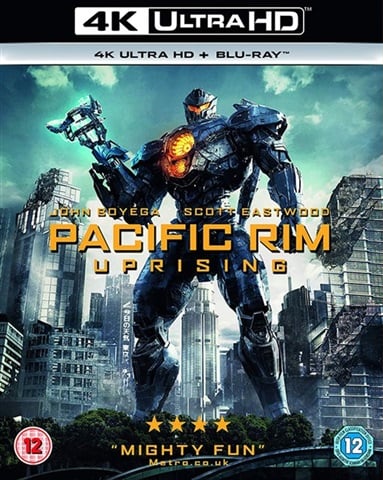 4K ULTRA HD
4K ULTRA HD + BLU-RAY™
JOHN BOYEGA SCOTT EASTWOOD
PACIFIC RIM
UPRISING
"MIGHTY FUN"
Metro.co.uk
12
12